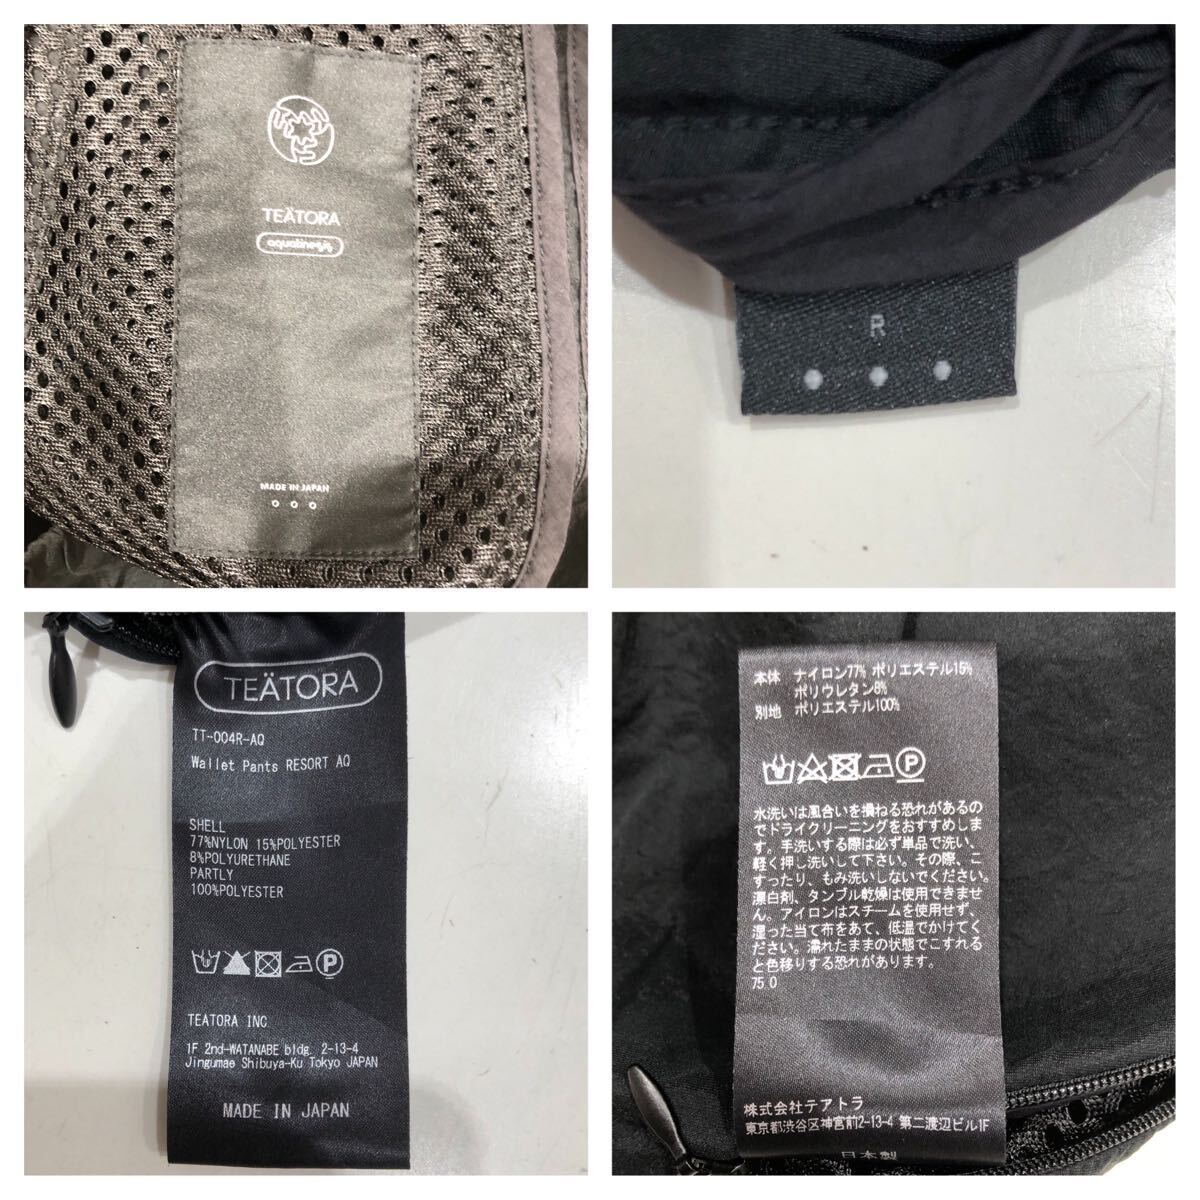 TEÄTORA
aquatinesis
MADE IN JAPAN
R
TEÄTORA
TT-004R-AQ
Wallet Pants RESORT AQ
SHELL
77%NYLON 15%POLYESTER
8%POLYURETHANE
PARTLY
100%POLYESTER
P
TEATORA INC.
1F 2nd-WATANABE bldg. 2-13-4
Jingumae Shibuya-Ku Tokyo JAPAN
MADE IN JAPAN
本体 ナイロン77% ポリエステル15%
ポリウレタン8%
別地 ポリエステル100%
P
水洗いは風合いを損ねる恐れがあるの
でドライクリーニングをおすすめしま
す。手洗いする際は必ず単品で洗い、
軽く押し洗いして下さい。その際、こ
すったり、もみ洗いしないでください。
漂白剤、タンブル乾燥は使用できませ
ん。アイロンはスチームを使用せず、
湿った当て布をあて、低温でかけてく
ださい。濡れたままの状態でこすれる
と色移りする恐れがあります。
75.0
株式会社テアトラ
東京都渋谷区神宮前2-13-4 第二渡辺ビル1F
日本製